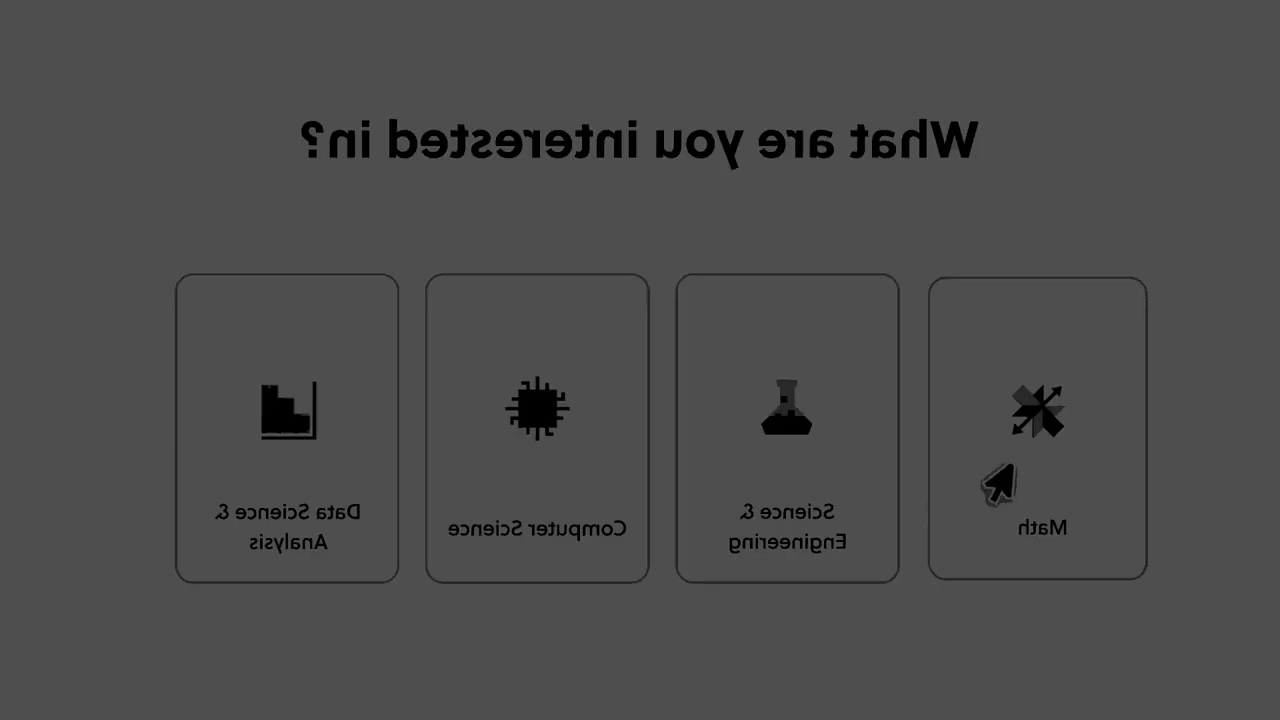 What are you interested in?
Math
Science &
Engineering
Computer Science
Data Science &
Analysis